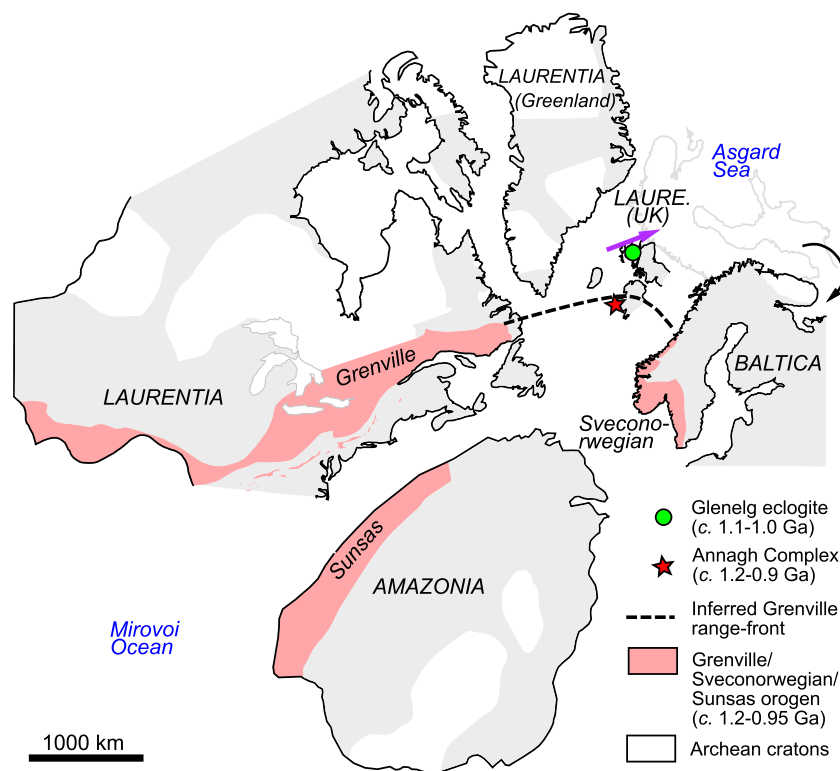 LAURENTIA
(Greenland)
Asgard
Sea
LAURE.
(UK)
Grenville
LAURENTIA
BALTICA
Svecono-
rwegian
Sunsas
AMAZONIA
Mirovoi
Ocean
1000 km
Glenelg eclogite
(c. 1.1-1.0 Ga)
Annagh Complex
(c. 1.2-0.9 Ga)
Inferred Grenville
range-front
Grenville/
Sveconorwegian/
Sunsas orogen
(c. 1.2-0.95 Ga)
Archean cratons